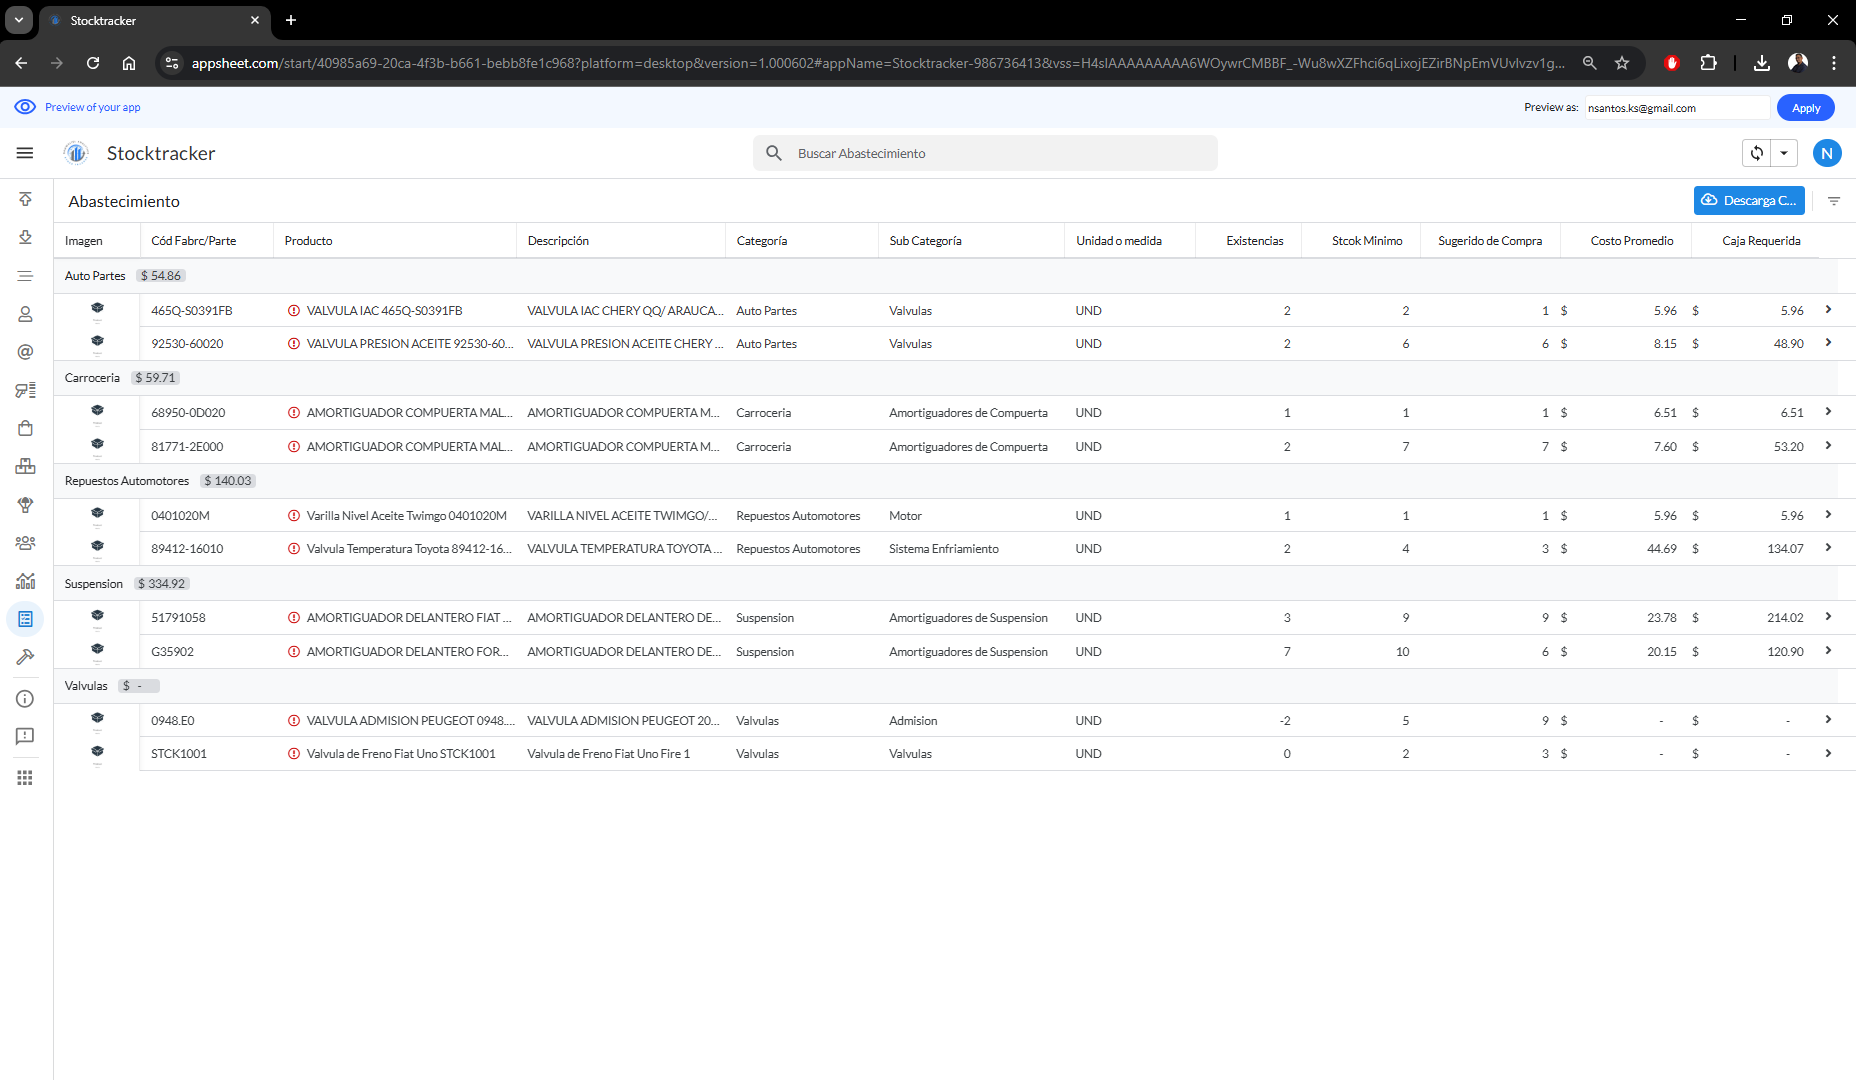 Stocktracker
appsheet.com/start/40985a69-20ca-4f3b-b661-bebb8fe1c968?platform=desktop&version=1.000602#appName=Stocktracker-986736413&vss=H4sIAAAAAAAAA6WOywrCMBBF_-Wu8wXZFhci6qLixojEZirBNpEmVUvIvzv1g...
Preview of your app
Preview as: nsantos.ks@gmail.com Apply
Stocktracker
Buscar Abastecimiento
N
Abastecimiento
Descarga C...
Imagen Cód Fabrc/Parte Producto Descripción Categoría Sub Categoría Unidad o medida Existencias Stcok Minimo Sugerido de Compra Costo Promedio Caja Requerida
Auto Partes $ 54.86
465Q-S0391FB VALVULA IAC 465Q-S0391FB VALVULA IAC CHERY QQ/ ARAUCA... Auto Partes Valvulas UND 2 2 1 $ 5.96 $ 5.96
92530-60020 VALVULA PRESION ACEITE 92530-60... VALVULA PRESION ACEITE CHERY ... Auto Partes Valvulas UND 2 6 6 $ 8.15 $ 48.90
Carroceria $ 59.71
68950-0D020 AMORTIGUADOR COMPUERTA MAL... AMORTIGUADOR COMPUERTA M... Carroceria Amortiguadores de Compuerta UND 1 1 1 $ 6.51 $ 6.51
81771-2E000 AMORTIGUADOR COMPUERTA MAL... AMORTIGUADOR COMPUERTA M... Carroceria Amortiguadores de Compuerta UND 2 7 7 $ 7.60 $ 53.20
Repuestos Automotores $ 140.03
0401020M Varilla Nivel Aceite Twimgo 0401020M VARILLA NIVEL ACEITE TWIMGO/... Repuestos Automotores Motor UND 1 1 1 $ 5.96 $ 5.96
89412-16010 Valvula Temperatura Toyota 89412-16... VALVULA TEMPERATURA TOYOTA ... Repuestos Automotores Sistema Enfriamiento UND 2 4 3 $ 44.69 $ 134.07
Suspension $ 334.92
51791058 AMORTIGUADOR DELANTERO FIAT ... AMORTIGUADOR DELANTERO DE... Suspension Amortiguadores de Suspension UND 3 9 9 $ 23.78 $ 214.02
G35902 AMORTIGUADOR DELANTERO FOR... AMORTIGUADOR DELANTERO DE... Suspension Amortiguadores de Suspension UND 7 10 6 $ 20.15 $ 120.90
Valvulas $ -
0948.E0 VALVULA ADMISION PEUGEOT 0948.... VALVULA ADMISION PEUGEOT 20... Valvulas Admision UND -2 5 9 $ - $ -
STCK1001 Valvula de Freno Fiat Uno STCK1001 Valvula de Freno Fiat Uno Fire 1 Valvulas Valvulas UND 0 2 3 $ - $ -